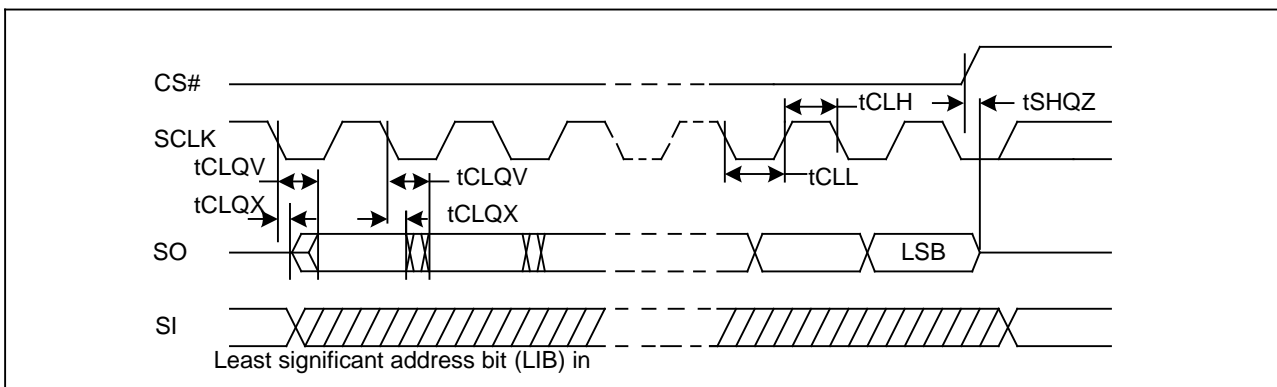 CS#
tCLH
tSHQZ
SCLK
tCLQV
tCLQV
tCLL
tCLQX
tCLQX
SO
LSB
SI
Least significant address bit (LIB) in